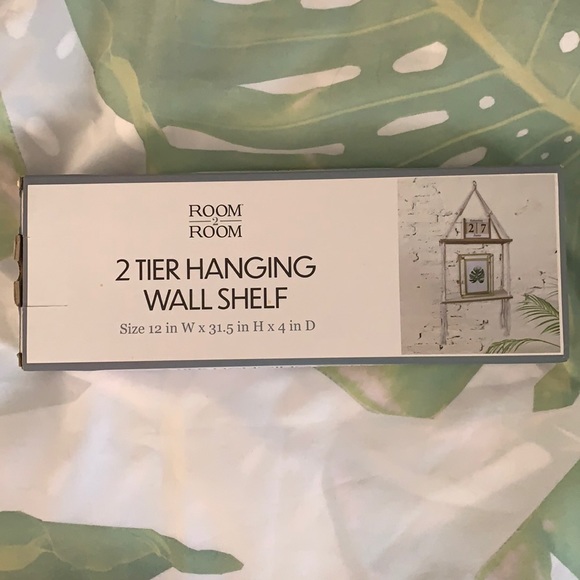 ROOM
2
ROOM
2 TIER HANGING
WALL SHELF
Size 12 in W x 31.5 in H x 4 in D
2 7